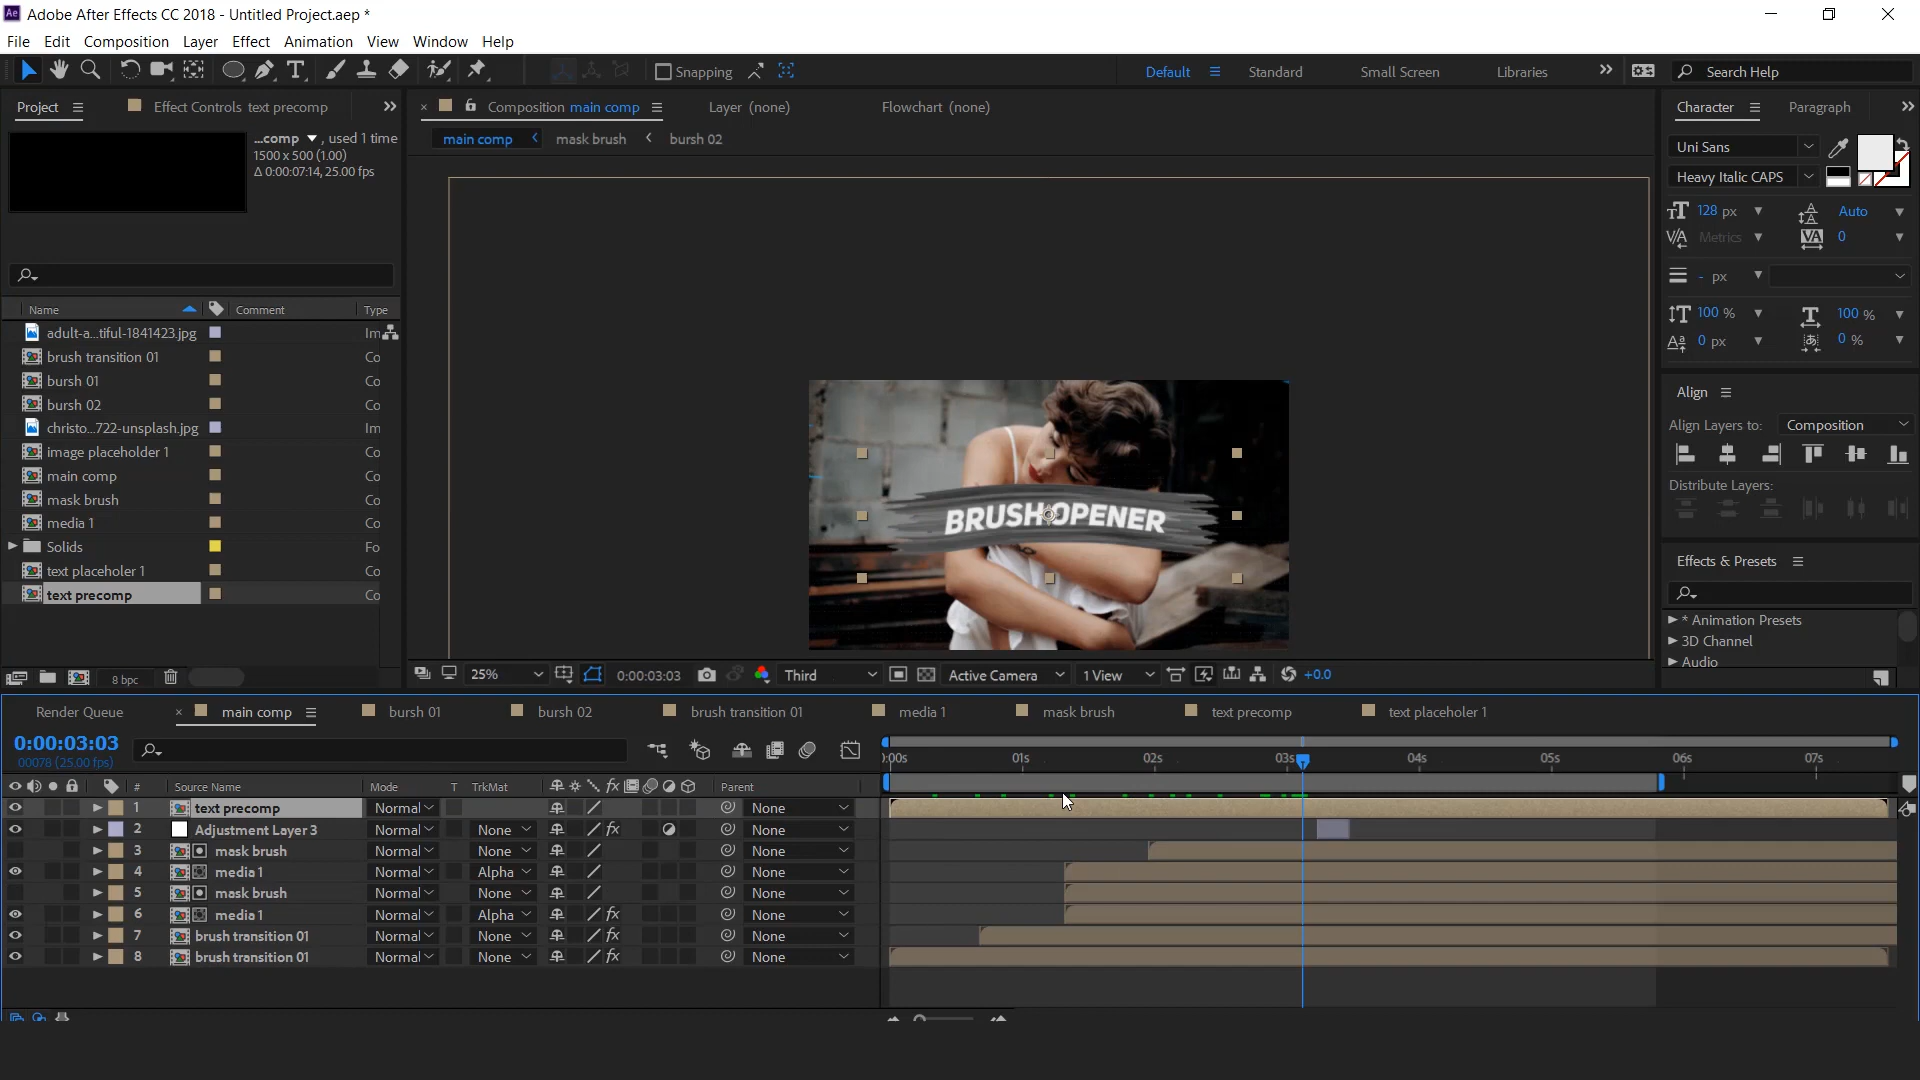 Adobe After Effects CC 2018 - Untitled Project.aep *
File Edit Composition Layer Effect Animation View Window Help
Snapping
Default Standard Small Screen Libraries Search Help
Project Effect Controls text precomp
Composition main comp Layer (none) Flowchart (none)
Character Paragraph
...comp ▼ , used 1 time
1500 x 500 (1.00)
Δ 0:00:07:14, 25.00 fps
main comp mask brush bursh 02
Uni Sans
Heavy Italic CAPS
128 px Auto
Metrics 0
- px
100 % 100 %
0 px 0 %
Align
Align Layers to: Composition
Distribute Layers:
Effects & Presets
* Animation Presets
3D Channel
Audio
Name Comment Type
adult-a...tiful-1841423.jpg Im
brush transition 01 Co
bursh 01 Co
bursh 02 Co
christo...722-unsplash.jpg Im
image placeholder 1 Co
main comp Co
mask brush Co
media 1 Co
Solids Fo
text placeholer 1 Co
text precomp Co
8 bpc
BRUSH OPENER
25% 0:00:03:03 Third Active Camera 1 View +0.0
Render Queue main comp bursh 01 bursh 02 brush transition 01 media 1 mask brush text precomp text placeholer 1
0:00:03:03
00078 (25.00 fps)
):00s 01s 02s 03s 04s 05s 06s 07s
# Source Name Mode T TrkMat Parent
1 text precomp Normal None
2 Adjustment Layer 3 Normal None None
3 mask brush Normal None None
4 media 1 Normal Alpha None
5 mask brush Normal None None
6 media 1 Normal Alpha None
7 brush transition 01 Normal None None
8 brush transition 01 Normal None None